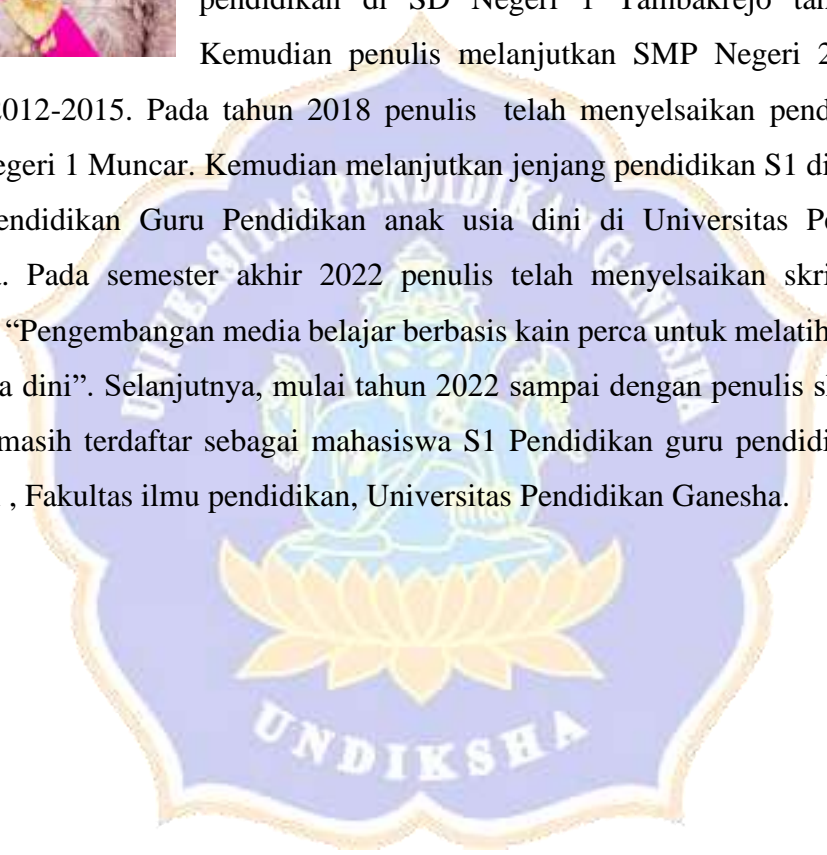 pendidikan di SD Negeri 1 Tambakrejo
Kemudian penulis melanjutkan SMP Negeri 2
2012-2015. Pada tahun 2018 penulis telah menyelsaikan pend
egeri 1 Muncar. Kemudian melanjutkan jenjang pendidikan S1 di
endidikan Guru Pendidikan anak usia dini di Universitas Pe
. Pada semester akhir 2022 penulis telah menyelsaikan skri
“Pengembangan media belajar berbasis kain perca untuk melatih
a dini”. Selanjutnya, mulai tahun 2022 sampai dengan penulis s
masih terdaftar sebagai mahasiswa S1 Pendidikan guru pendidi
, Fakultas ilmu pendidikan, Universitas Pendidikan Ganesha.
UNIVERSITAS PENDIDIKAN GANESHA
UNDIKSHA